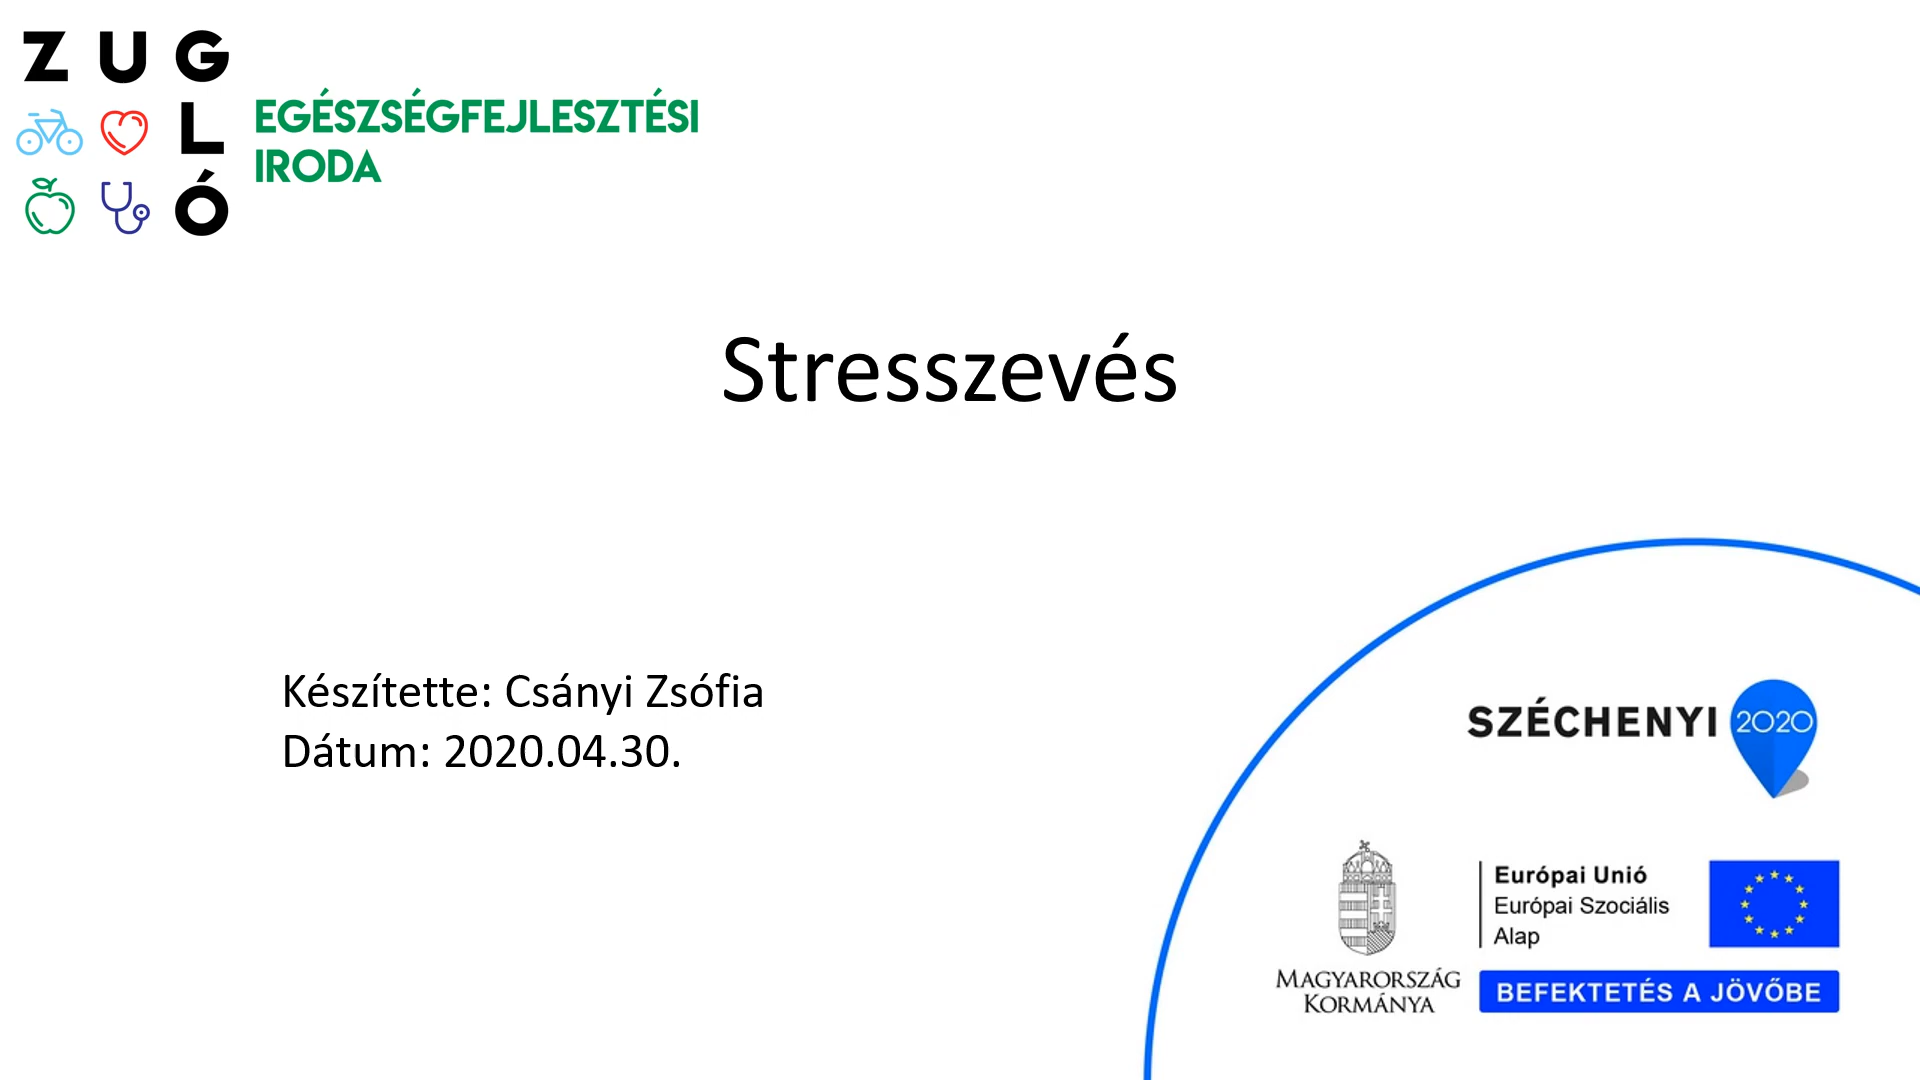 Z U G
L
Ó
EGÉSZSÉGFEJLESZTÉSI
IRODA
Stresszevés
Készítette: Csányi Zsófia
Dátum: 2020.04.30.
SZÉCHENYI 2020
MAGYARORSZÁG
KORMÁNYA
Európai Unió
Európai Szociális
Alap
BEFEKTETÉS A JÖVŐBE